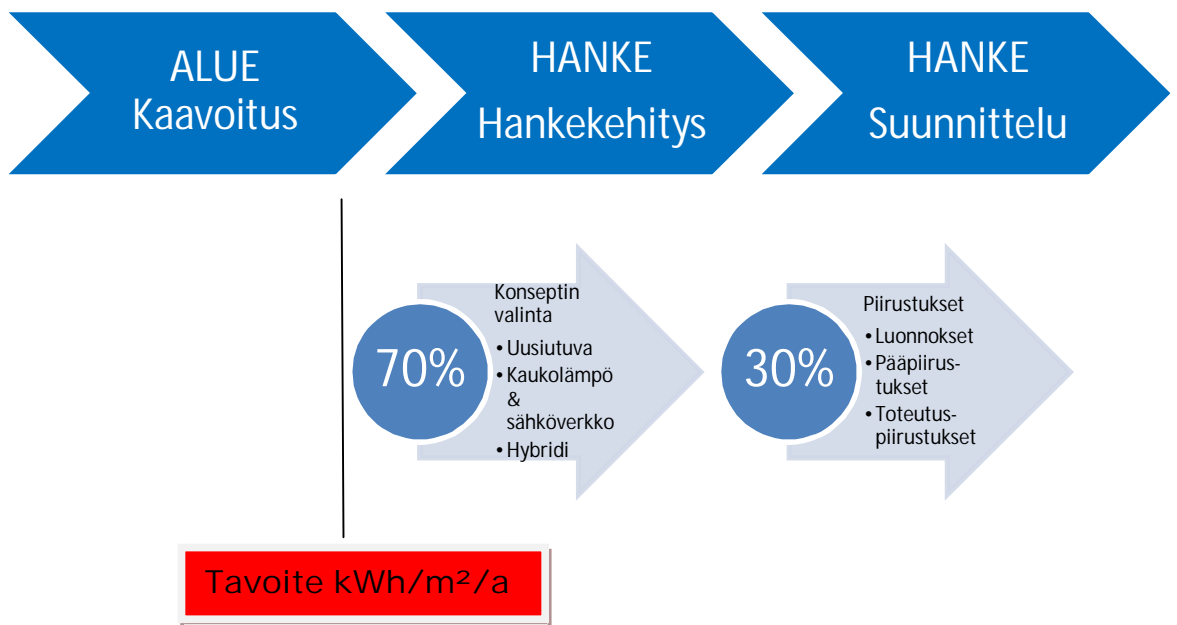 ALUE
Kaavoitus
HANKE
Hankekehitys
HANKE
Suunnittelu
70%
Konseptin
valinta
• Uusiutuva
• Kaukolämpö
&
sähköverkko
• Hybridi
30%
Piirustukset
• Luonnokset
• Pääpiirus-
tukset
• Toteutus-
piirustukset
Tavoite kWh/m²/a